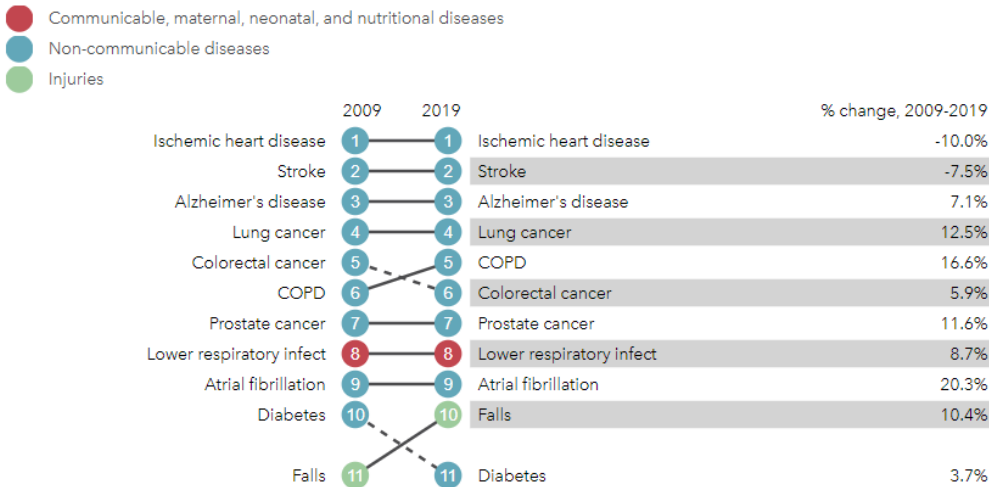 Communicable, maternal, neonatal, and nutritional diseases
Non-communicable diseases
Injuries
2009 2019 % change, 2009-2019
Ischemic heart disease 1 1 Ischemic heart disease -10.0%
Stroke 2 2 Stroke -7.5%
Alzheimer's disease 3 3 Alzheimer's disease 7.1%
Lung cancer 4 4 Lung cancer 12.5%
Colorectal cancer 5 5 COPD 16.6%
COPD 6 6 Colorectal cancer 5.9%
Prostate cancer 7 7 Prostate cancer 11.6%
Lower respiratory infect 8 8 Lower respiratory infect 8.7%
Atrial fibrillation 9 9 Atrial fibrillation 20.3%
Diabetes 10 10 Falls 10.4%
Falls 11 11 Diabetes 3.7%